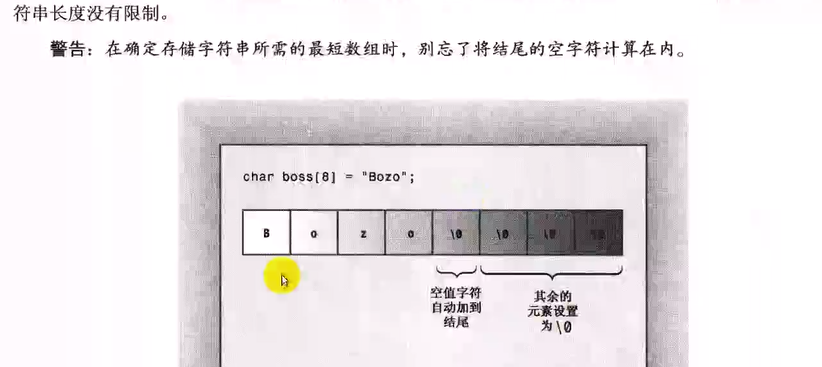 符串长度没有限制。
警告：在确定存储字符串所需的最短数组时，别忘了将结尾的空字符计算在内。
char boss[8] = "Bozo";
B o z o \0 \0 \0 \0
空值字符
自动加到
结尾
其余的
元素设置
为\0